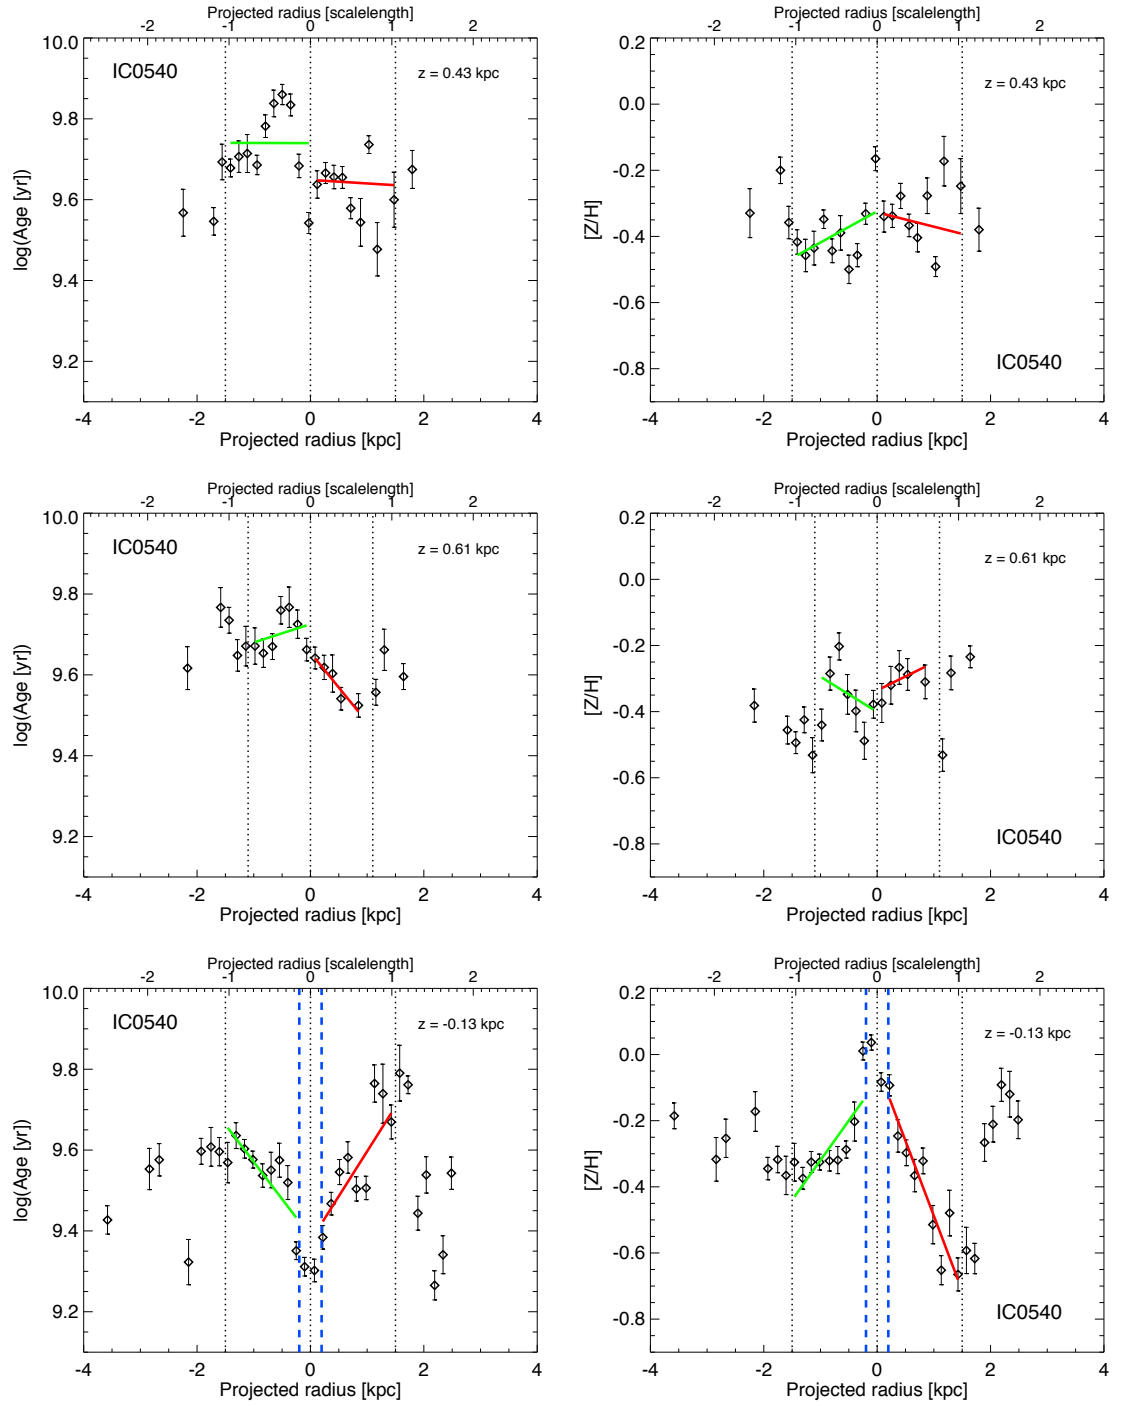 Projected radius [scalelength]
-2 -1 0 1 2
10.0
9.8
9.6
9.4
9.2
log(Age [yr])
IC0540
z = 0.43 kpc
-4 -2 0 2 4
Projected radius [kpc]
Projected radius [scalelength]
-2 -1 0 1 2
0.2
0.0
-0.2
-0.4
-0.6
-0.8
[Z/H]
z = 0.43 kpc
IC0540
-4 -2 0 2 4
Projected radius [kpc]
Projected radius [scalelength]
-2 -1 0 1 2
10.0
9.8
9.6
9.4
9.2
log(Age [yr])
IC0540
z = 0.61 kpc
-4 -2 0 2 4
Projected radius [kpc]
Projected radius [scalelength]
-2 -1 0 1 2
0.2
0.0
-0.2
-0.4
-0.6
-0.8
[Z/H]
z = 0.61 kpc
IC0540
-4 -2 0 2 4
Projected radius [kpc]
Projected radius [scalelength]
-2 -1 0 1 2
10.0
9.8
9.6
9.4
9.2
log(Age [yr])
IC0540
z = -0.13 kpc
-4 -2 0 2 4
Projected radius [kpc]
Projected radius [scalelength]
-2 -1 0 1 2
0.2
0.0
-0.2
-0.4
-0.6
-0.8
[Z/H]
z = -0.13 kpc
IC0540
-4 -2 0 2 4
Projected radius [kpc]